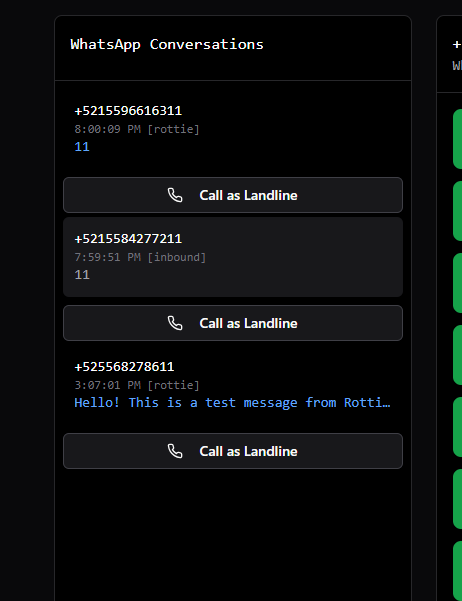 WhatsApp Conversations
+5215596616311
8:00:09 PM [rottie]
11
Call as Landline
+5215584277211
7:59:51 PM [inbound]
11
Call as Landline
+525568278611
3:07:01 PM [rottie]
Hello! This is a test message from Rotti…
Call as Landline
+
W